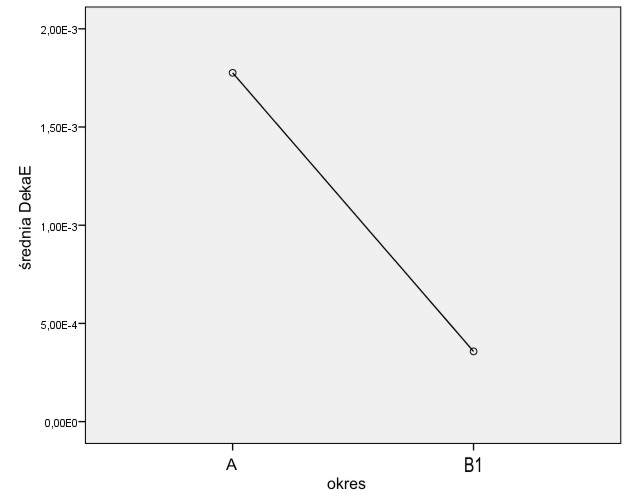 2,00E-3
1,50E-3
1,00E-3
5,00E-4
0,00E0
średnia DekaE
A
B1
okres